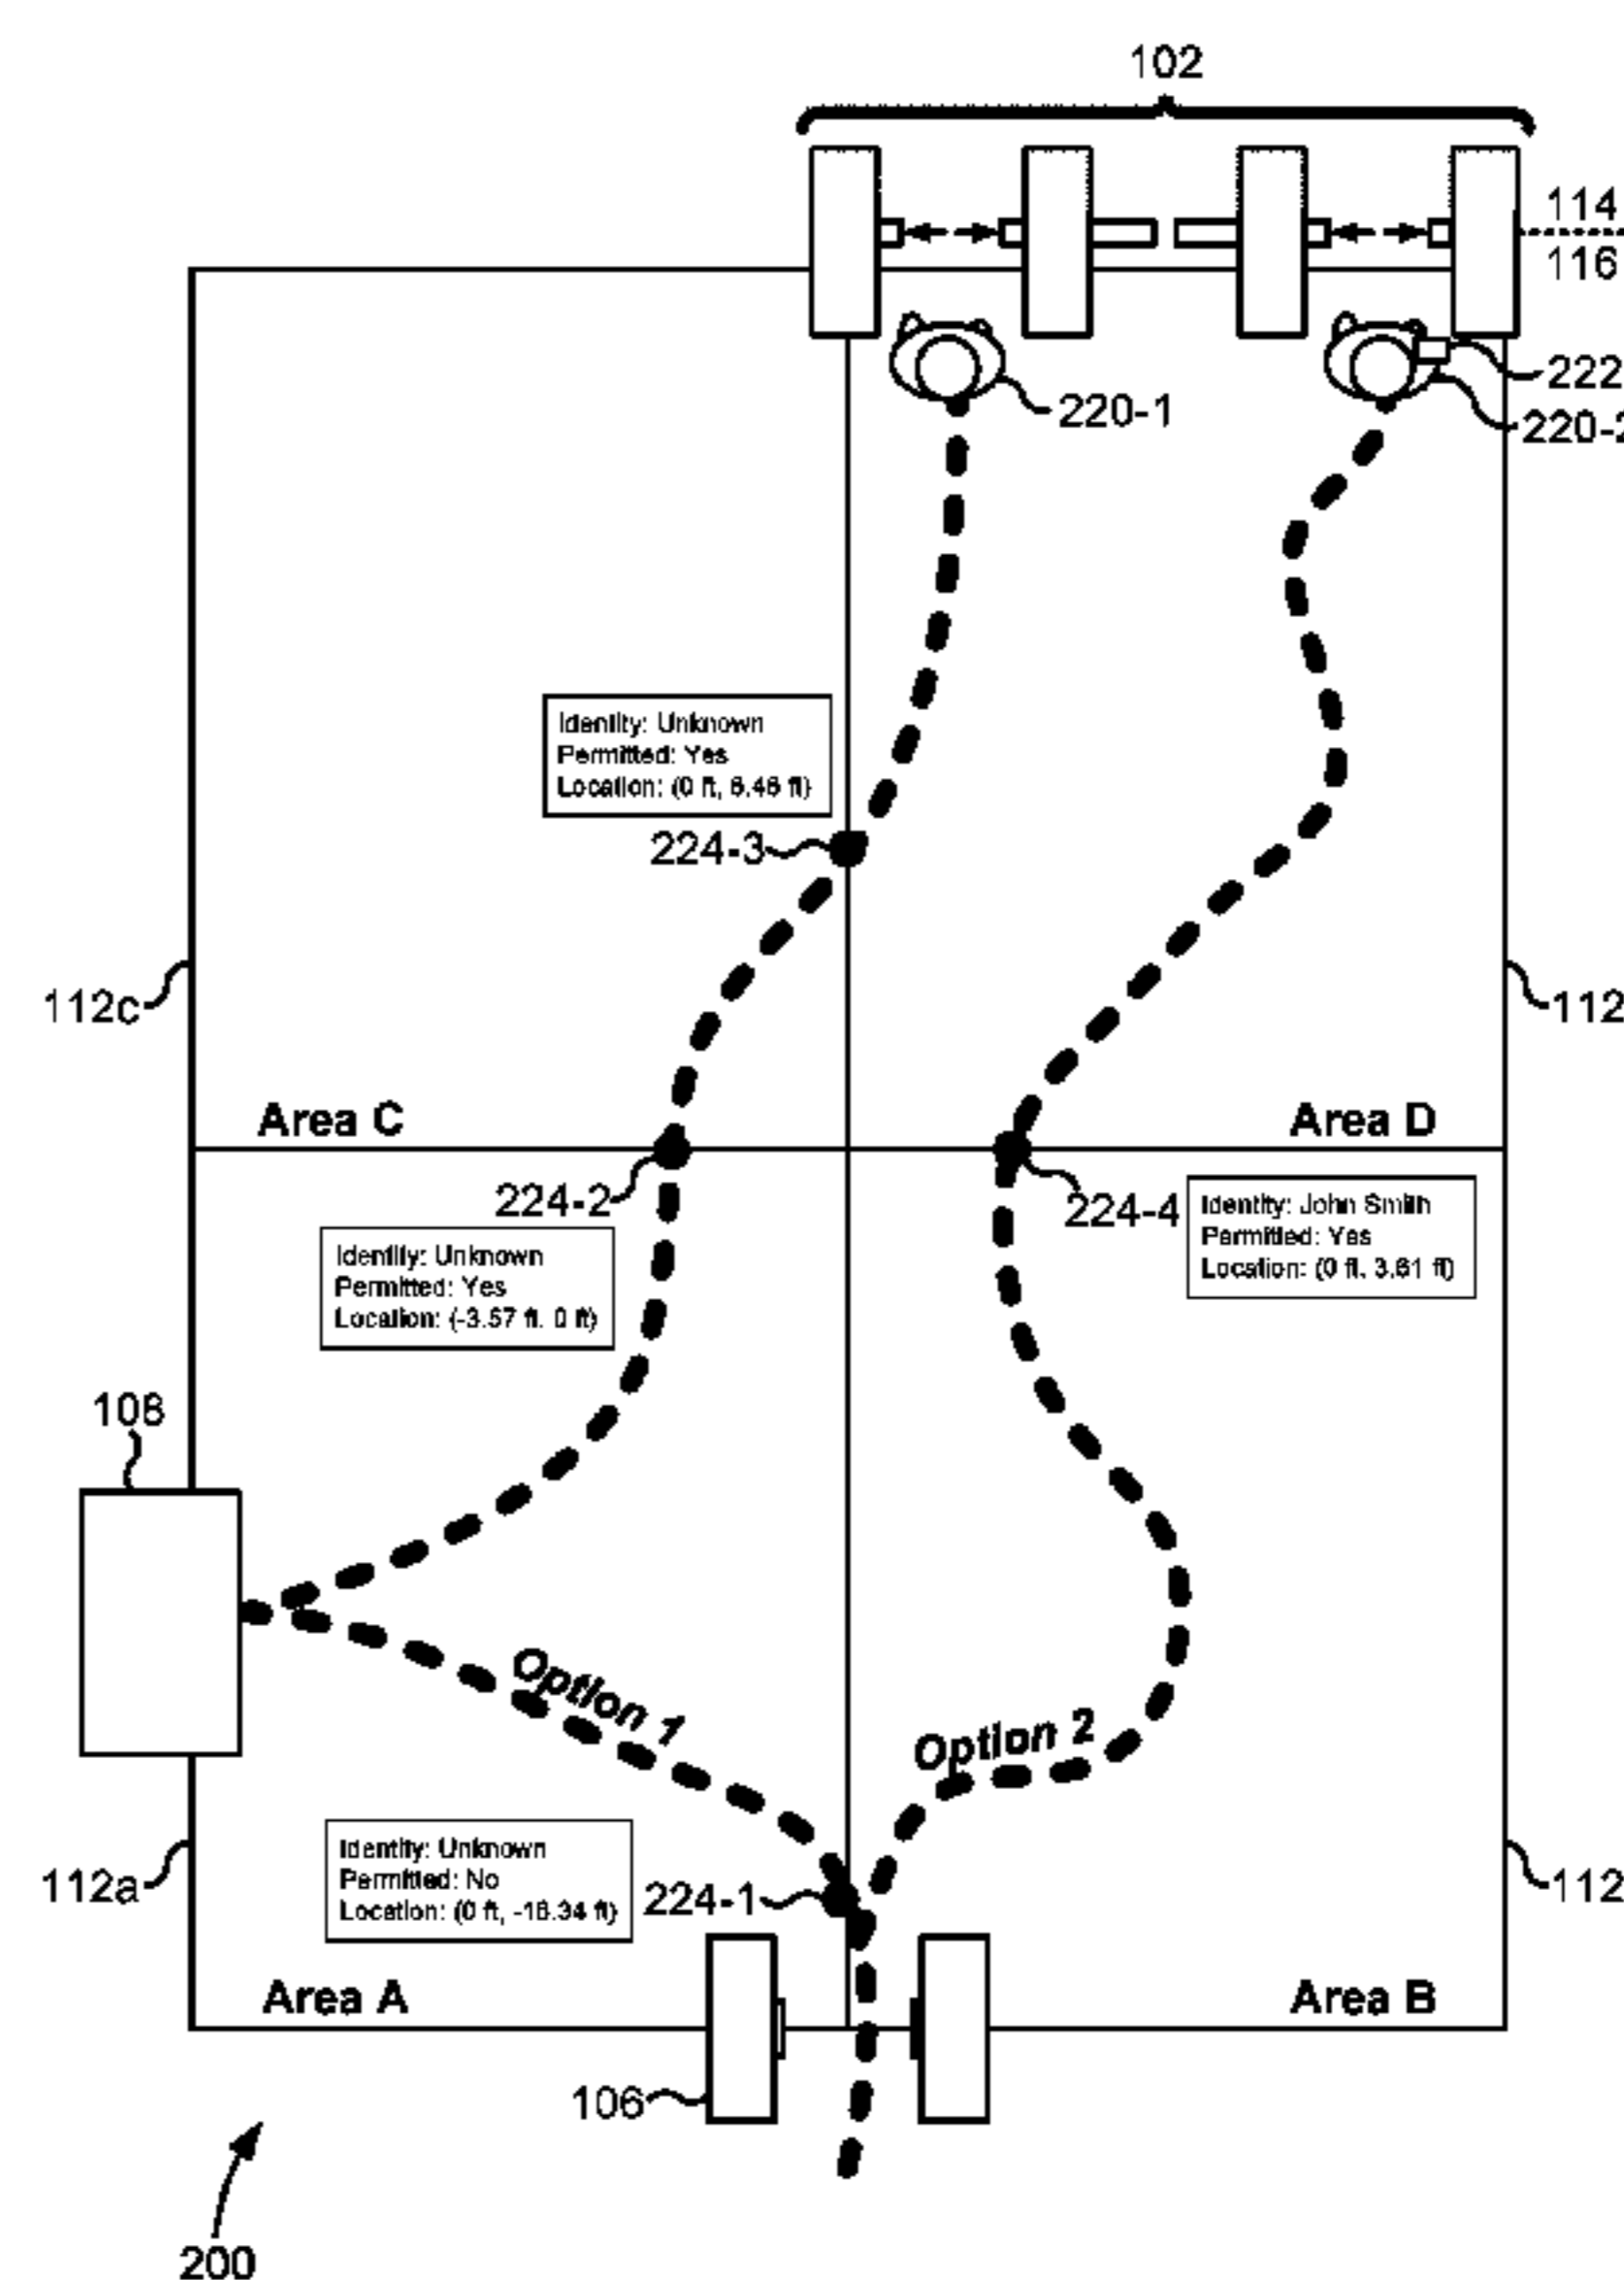 102
114
116
222
220-1
220-2
Identity: Unknown
Permitted: Yes
Location: (0 ft, 6.46 ft)
224-3
112c
112
Area C
Area D
224-2
224-4
Identity: John Smith
Permitted: Yes
Location: (0 ft, 3.61 ft)
Identity: Unknown
Permitted: Yes
Location: (-3.57 ft, 0 ft)
108
Option 1
Option 2
Identity: Unknown
Permitted: No
Location: (0 ft, -16.34 ft)
224-1
112a
112
Area A
Area B
106
200